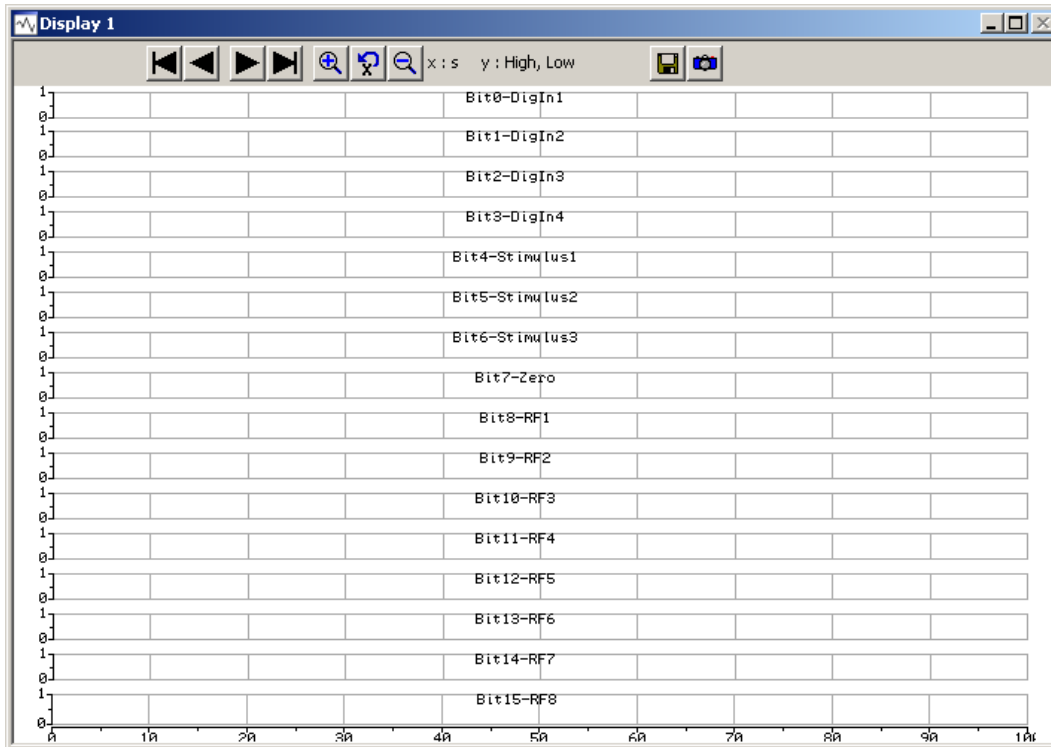 Display 1
x : s y : High, Low
1 Bit0-DigIn1
0
1 Bit1-DigIn2
0
1 Bit2-DigIn3
0
1 Bit3-DigIn4
0
1 Bit4-Stimulus1
0
1 Bit5-Stimulus2
0
1 Bit6-Stimulus3
0
1 Bit7-Zero
0
1 Bit8-RF1
0
1 Bit9-RF2
0
1 Bit10-RF3
0
1 Bit11-RF4
0
1 Bit12-RF5
0
1 Bit13-RF6
0
1 Bit14-RF7
0
1 Bit15-RF8
0
0 10 20 30 40 50 60 70 80 90 100